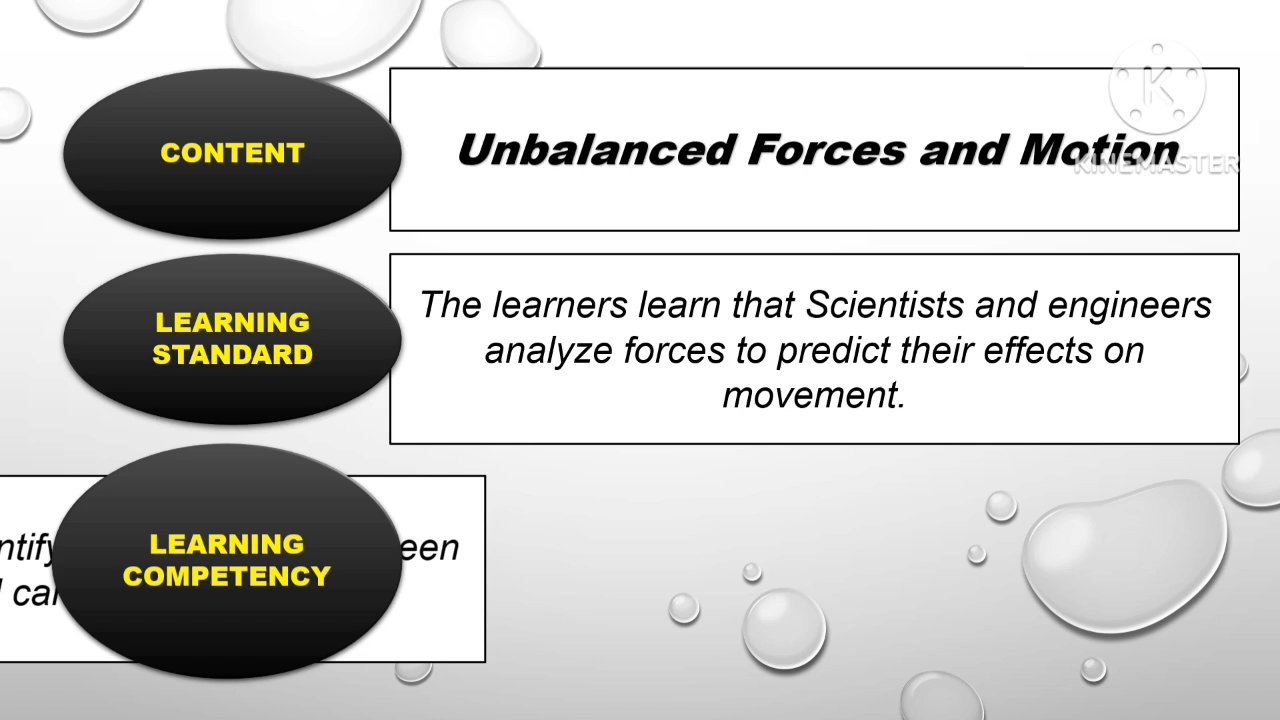 CONTENT
Unbalanced Forces and Motion
KINEMASTER
LEARNING
STANDARD
The learners learn that Scientists and engineers
analyze forces to predict their effects on
movement.
LEARNING
COMPETENCY